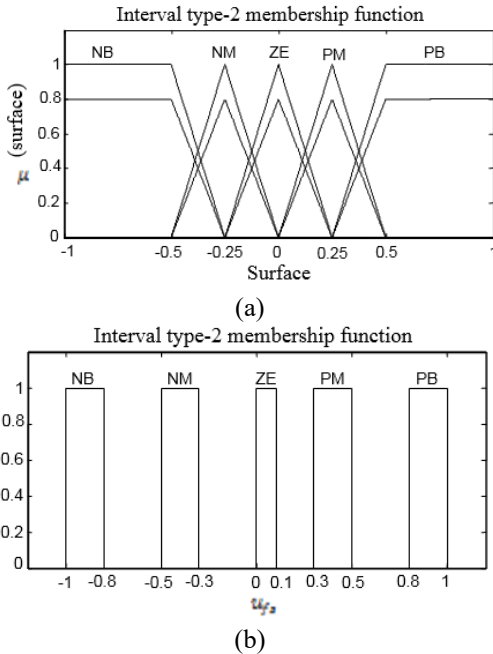 Interval type-2 membership function
NB NM ZE PM PB
1
0.8
0.6
0.4
0.2
0
μ (surface)
-1 -0.5 -0.25 0 0.25 0.5 1
Surface
(a)
Interval type-2 membership function
NB NM ZE PM PB
1
0.8
0.6
0.4
0.2
0
-1 -0.8 -0.5 -0.3 0 0.1 0.3 0.5 0.8 1
(b)